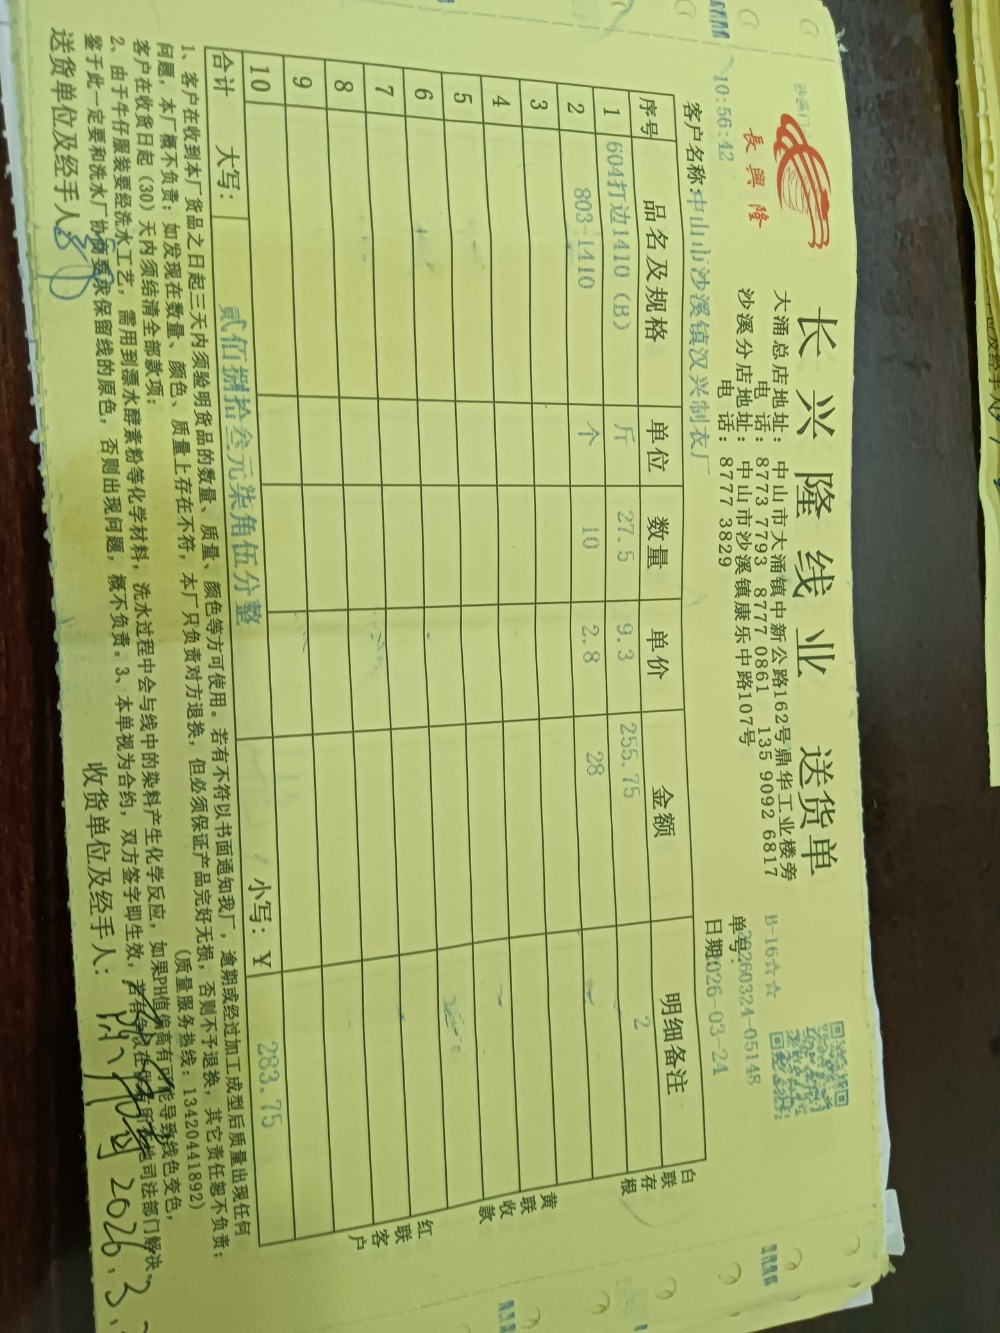 長興隆
长兴隆线业 送货单
大涌总店地址：中山市大涌镇中新公路162号鼎华工业楼旁
电 话：8773 7793 8777 0861 135 9092 6817
沙溪分店地址：中山市沙溪镇康乐中路107号
电 话：8777 3829
B-16☆☆
单号：20260324-05148
日期2026-03-24
10:56:42
客户名称:中山市沙溪镇汉兴制衣厂
序号 品名及规格 单位 数量 单价 金额 明细备注
1 604打边1410 (B) 斤 27.5 9.3 255.75 2
2 803-1410 个 10 2.8 28
3
4
5
6
7
8
9
10
合计 大写： 贰佰捌拾叁元柒角伍分整 小写：¥ 283.75
白联存根
黄联收款
红联客户
1、客户在收到本厂货品之日起三天内须验明货品的数量、质量、颜色等方可使用。若有不符以书面通知我厂，逾期或经过加工成型后质量出现任何
问题，本厂概不负责；如发现在数量、颜色、质量上存在不符，本厂只负责对方退换，但必须保证产品完好无损，否则不予退换，其它责任恕不负责；
客户在收货日起（30）天内须结清全部款项； （质量服务热线：13420441892）
2、由于牛仔服装要经洗水工艺，需用到漂水酵素粉等化学材料，洗水过程中会与线中的染料产生化学反应，如果PH值偏高有可能导致线色变色，
鉴于此一定要和洗水厂协商要求保留线的原色，否则出现问题，概不负责。3、本单视为合约，双方签字即生效，若有争议在供方所在地司法部门解决。
送货单位及经手人：
收货单位及经手人： 2026.3.